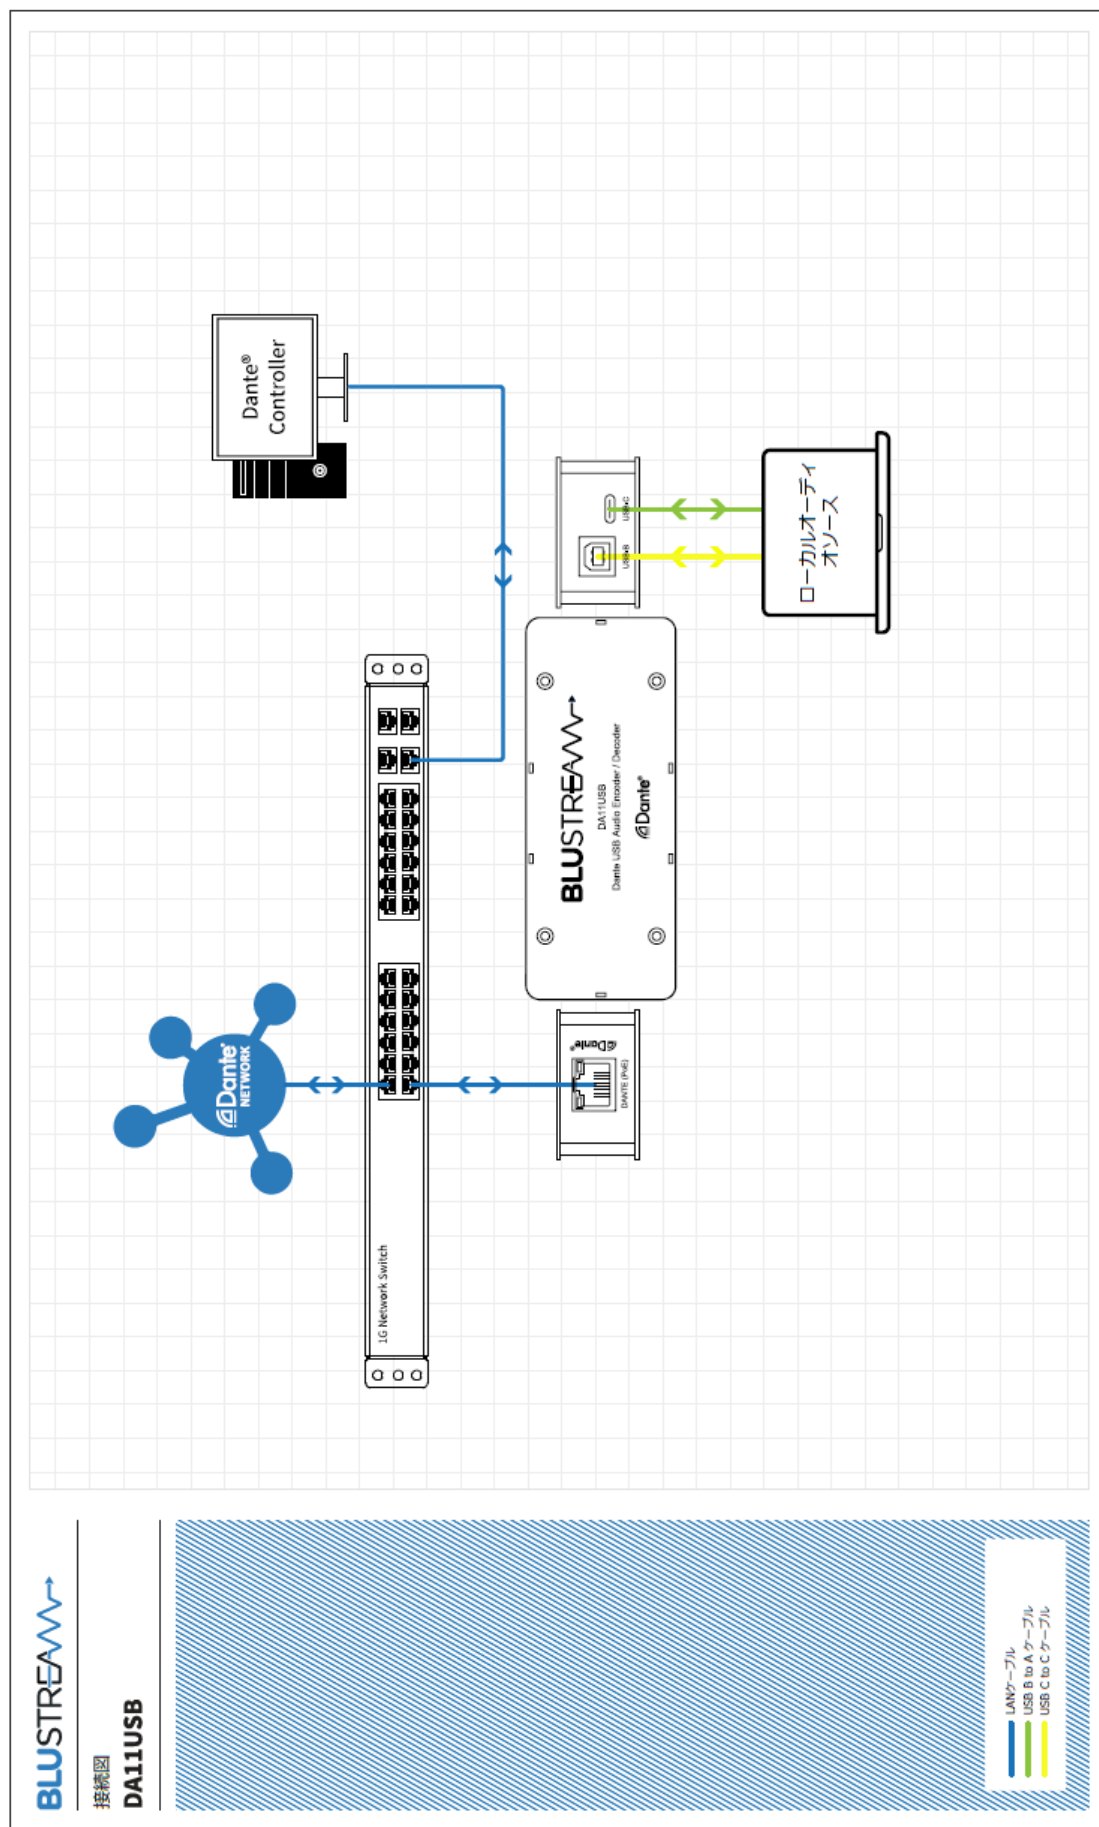 BLUSTREAM
接続図
DA11USB
Dante®
Controller
Dante®
NETWORK
1G Network Switch
Dante®
DANTE (PoE)
BLUSTREAM
DA11USB
Dante USB Audio Encoder / Decoder
Dante®
USB-B
USB-C
ローカルオーディ
オソース
LANケーブル
USB B to A ケーブル
USB C to C ケーブル